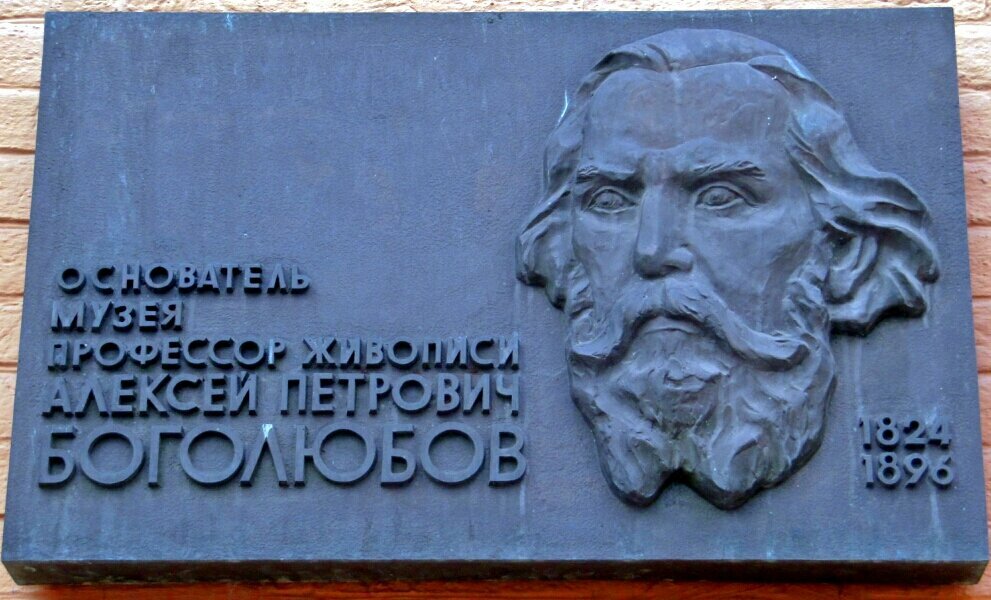 ОСНОВАТЕЛЬ
МУЗЕЯ
ПРОФЕССОР ЖИВОПИСИ
АЛЕКСЕЙ ПЕТРОВИЧ
БОГОЛЮБОВ
1824
1896